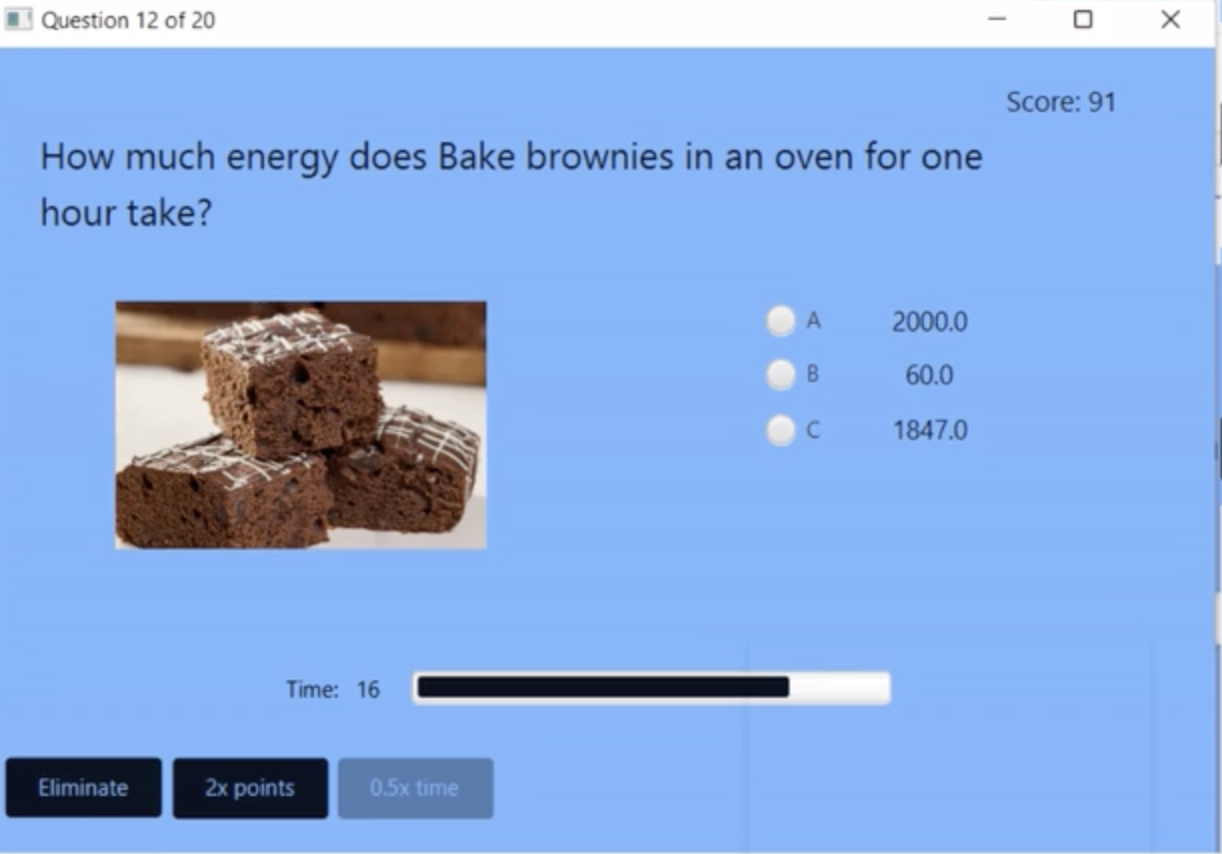 Question 12 of 20
Score: 91
How much energy does Bake brownies in an oven for one
hour take?
A 2000.0
B 60.0
C 1847.0
Time: 16
Eliminate 2x points 0.5x time